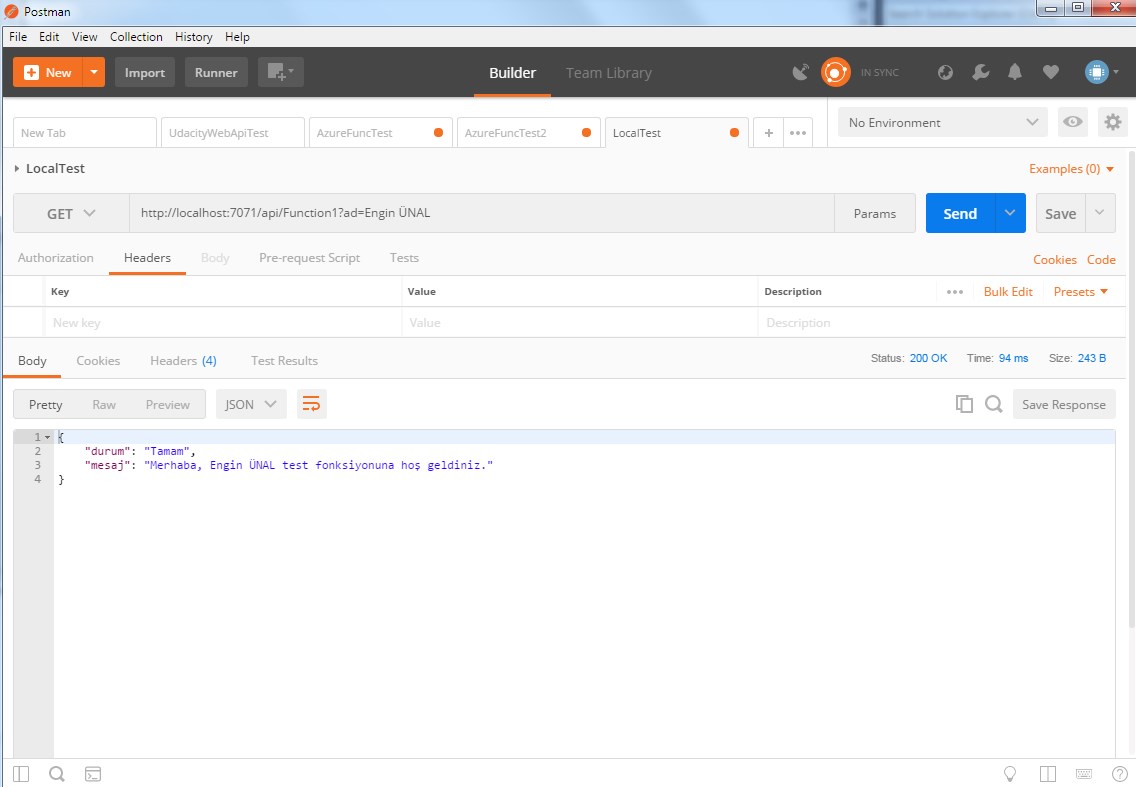 Postman
File Edit View Collection History Help
New Import Runner Builder Team Library IN SYNC
New Tab UdacityWebApiTest AzureFuncTest AzureFuncTest2 LocalTest + No Environment
LocalTest Examples (0)
GET http://localhost:7071/api/Function1?ad=Engin ÜNAL Params Send Save
Authorization Headers Body Pre-request Script Tests Cookies Code
Key Value Description Bulk Edit Presets
New key Value Description
Body Cookies Headers (4) Test Results Status: 200 OK Time: 94 ms Size: 243 B
Pretty Raw Preview JSON Save Response
1 {
2 "durum": "Tamam",
3 "mesaj": "Merhaba, Engin ÜNAL test fonksiyonuna hoş geldiniz."
4 }